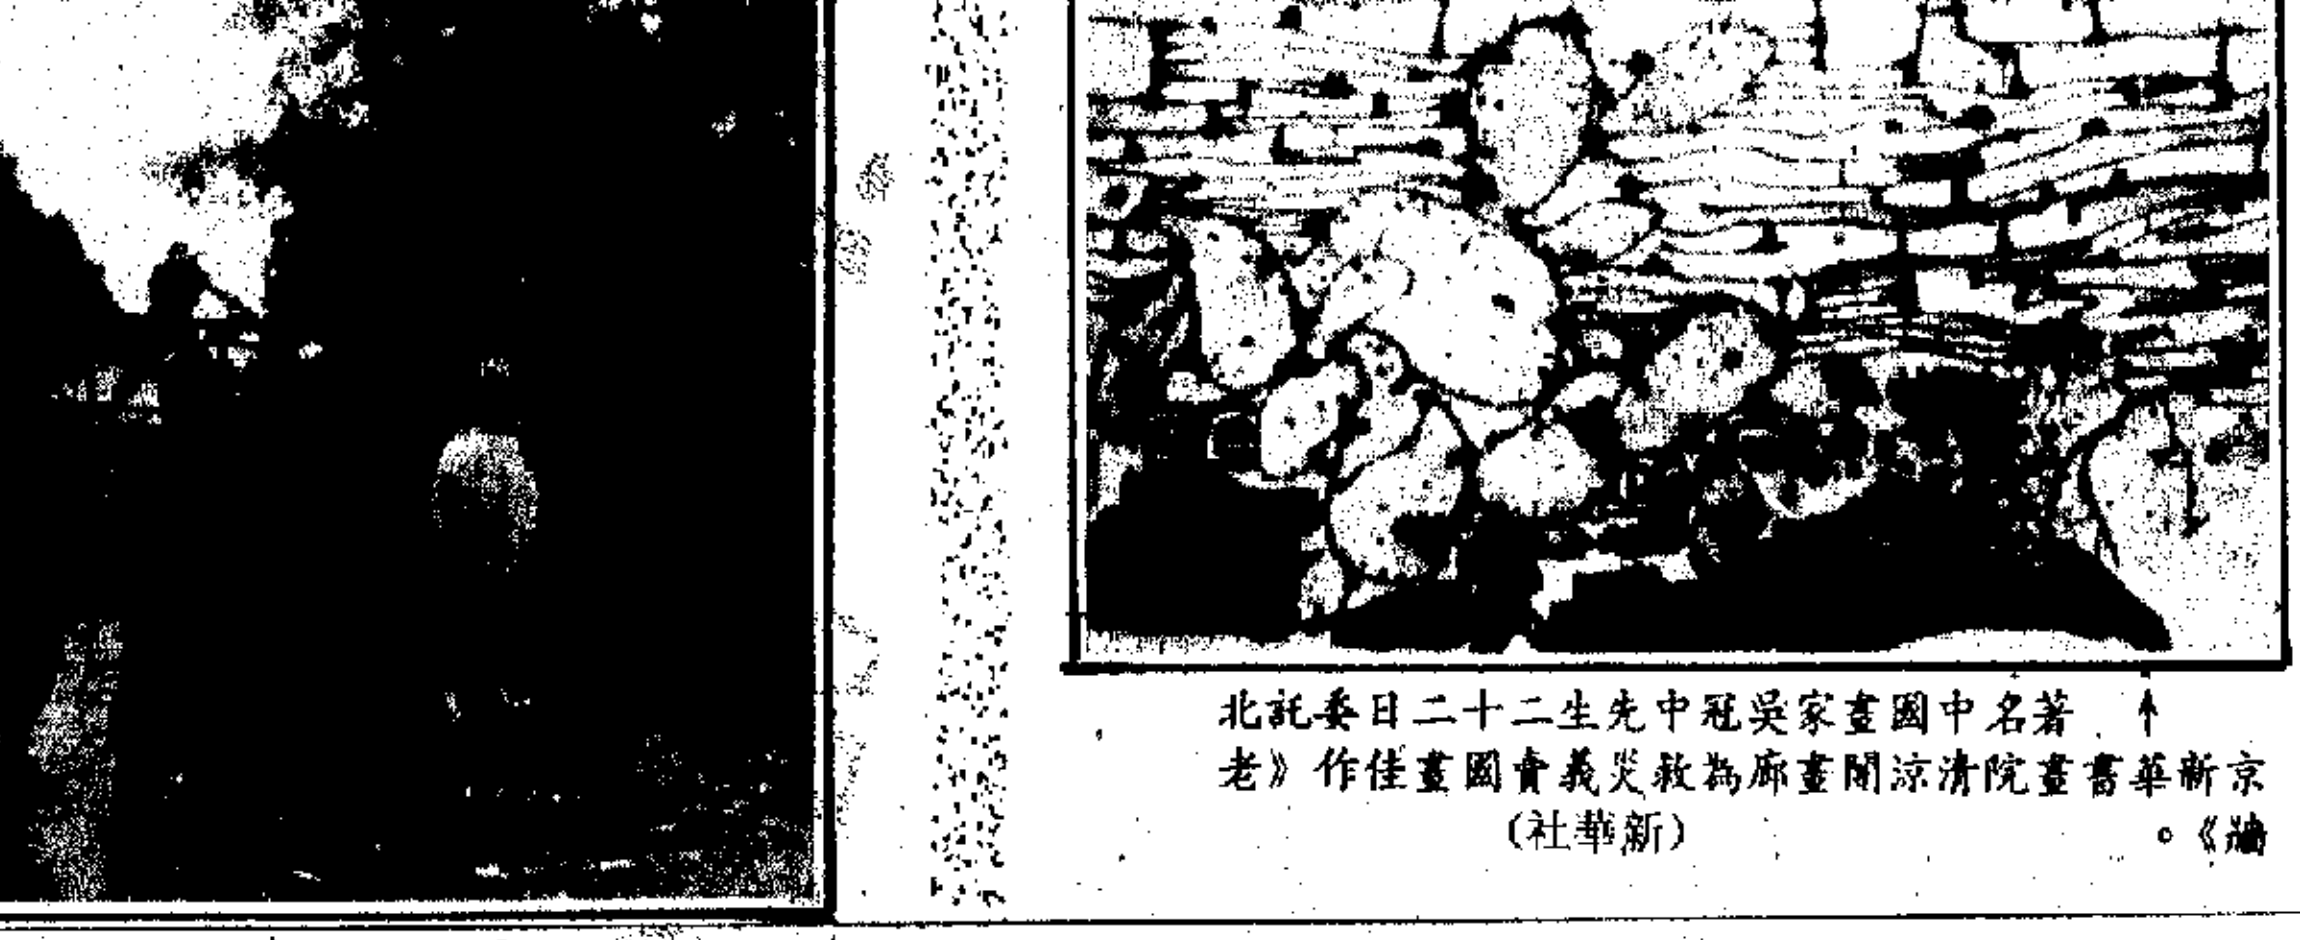 ↑ 著名中國畫家吳冠中先生二十二日委託北
京新華書畫院清涼閣畫廊為救災義賣國畫佳作《老
牆》。 (新華社)